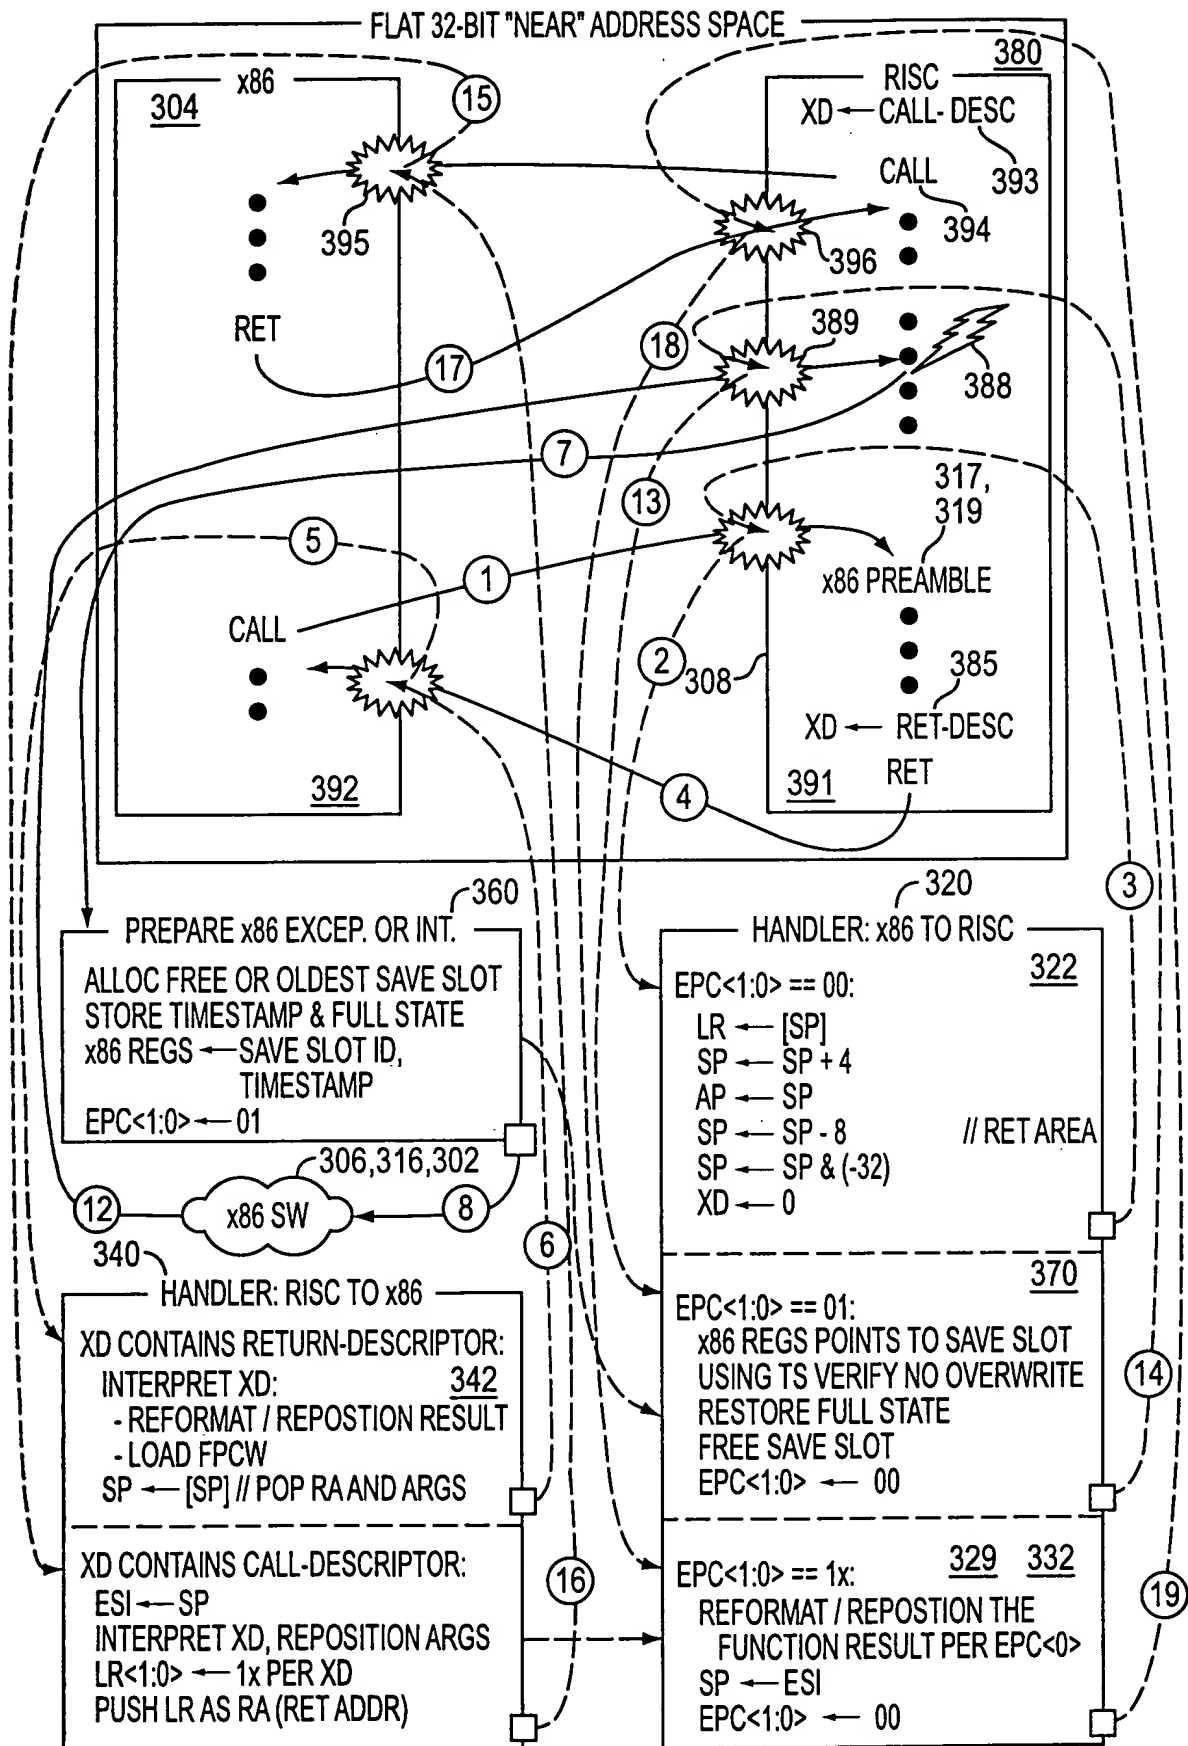 FLAT 32-BIT "NEAR" ADDRESS SPACE
x86
304
15
395
RET
17
5
1
CALL
392
7
18
13
2
308
4
380
RISC
XD ← CALL- DESC
393
CALL
394
396
389
388
317,
319
x86 PREAMBLE
385
XD ← RET-DESC
RET
391
3
360
PREPARE x86 EXCEP. OR INT.
ALLOC FREE OR OLDEST SAVE SLOT
STORE TIMESTAMP & FULL STATE
x86 REGS ← SAVE SLOT ID,
TIMESTAMP
EPC<1:0> ← 01
306,316,302
12
x86 SW
8
6
340
HANDLER: RISC TO x86
XD CONTAINS RETURN-DESCRIPTOR:
INTERPRET XD: 342
- REFORMAT / REPOSTION RESULT
- LOAD FPCW
SP ← [SP] // POP RA AND ARGS
XD CONTAINS CALL-DESCRIPTOR:
ESI ← SP
INTERPRET XD, REPOSITION ARGS
LR<1:0> ← 1x PER XD
PUSH LR AS RA (RET ADDR)
16
320
HANDLER: x86 TO RISC
322
EPC<1:0> == 00:
LR ← [SP]
SP ← SP + 4
AP ← SP
SP ← SP - 8 // RET AREA
SP ← SP & (-32)
XD ← 0
370
EPC<1:0> == 01:
x86 REGS POINTS TO SAVE SLOT
USING TS VERIFY NO OVERWRITE
RESTORE FULL STATE
FREE SAVE SLOT
EPC<1:0> ← 00
14
EPC<1:0> == 1x: 329 332
REFORMAT / REPOSTION THE
FUNCTION RESULT PER EPC<0>
SP ← ESI
EPC<1:0> ← 00
19